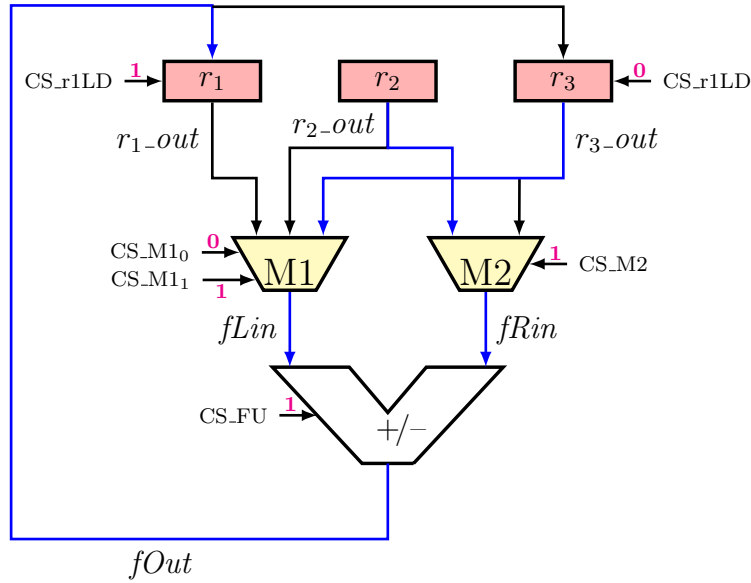 CS_r1LD 1 r₁ r₂ r₃ 0 CS_r1LD
r₁_out r₂_out r₃_out
CS_M1₀ 0
CS_M1₁ 1
M1 M2 1 CS_M2
fLin fRin
CS_FU 1
+/–
fOut